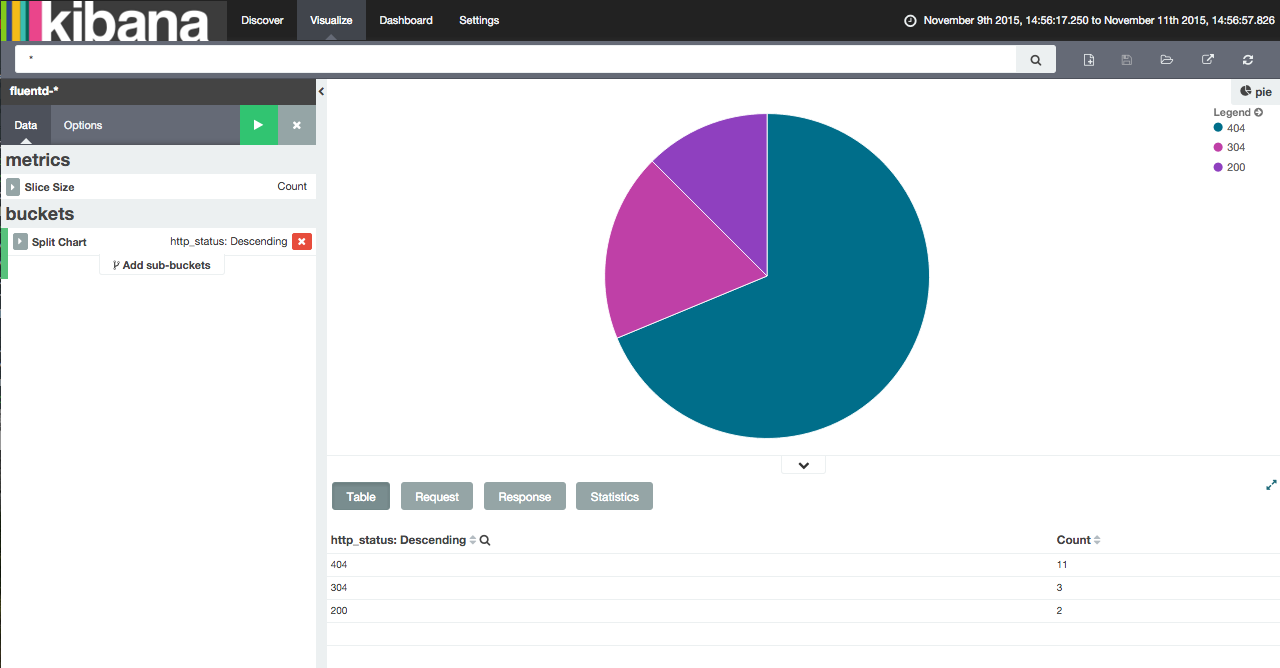 kibana Discover Visualize Dashboard Settings November 9th 2015, 14:56:17.250 to November 11th 2015, 14:56:57.826
*
fluentd-*
pie
Data Options
Legend
404
304
200
metrics
Slice Size Count
buckets
Split Chart http_status: Descending
Add sub-buckets
Table Request Response Statistics
http_status: Descending Count
404 11
304 3
200 2